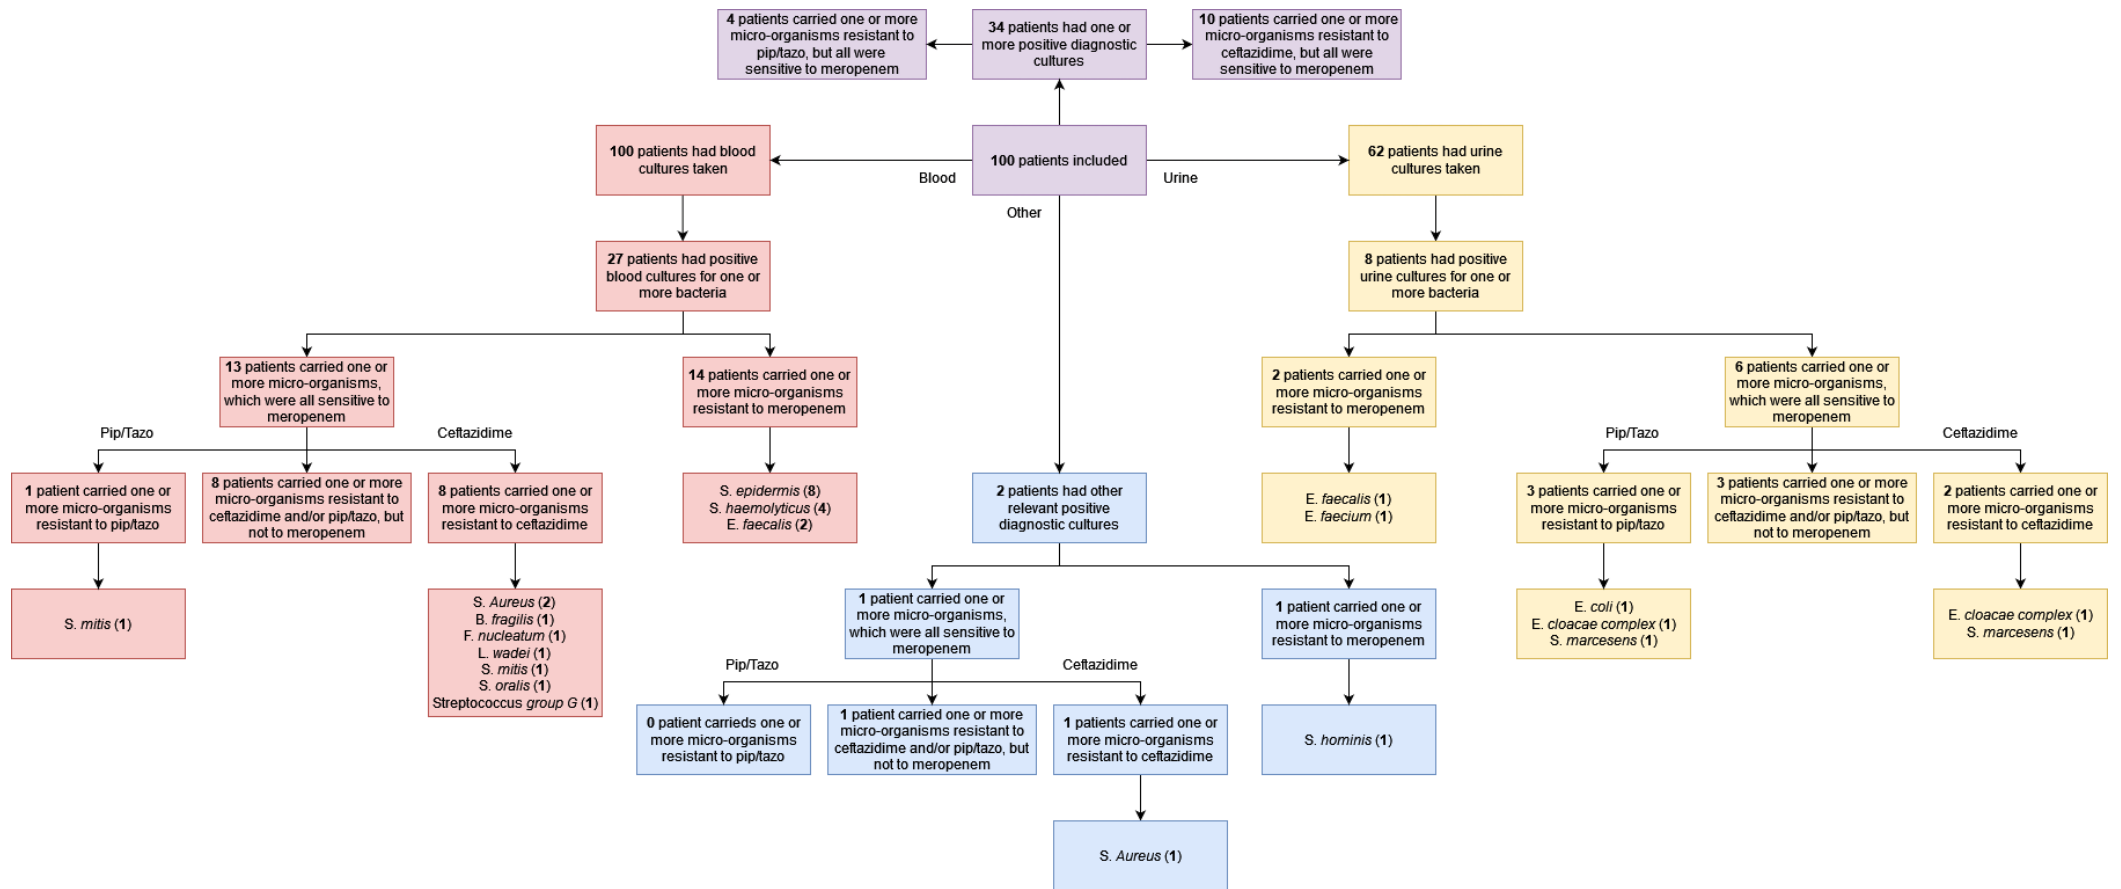 4 patients carried one or more
micro-organisms resistant to
pip/tazo, but all were
sensitive to meropenem
34 patients had one or
more positive diagnostic
cultures
10 patients carried one or more
micro-organisms resistant to
ceftazidime, but all were
sensitive to meropenem
100 patients had blood
cultures taken
100 patients included
62 patients had urine
cultures taken
Blood
Urine
Other
27 patients had positive
blood cultures for one or
more bacteria
8 patients had positive
urine cultures for one or
more bacteria
13 patients carried one or
more micro-organisms,
which were all sensitive to
meropenem
14 patients carried one or
more micro-organisms
resistant to meropenem
2 patients carried one or
more micro-organisms
resistant to meropenem
6 patients carried one or
more micro-organisms,
which were all sensitive to
meropenem
Pip/Tazo
Ceftazidime
Pip/Tazo
Ceftazidime
1 patient carried one or
more micro-organisms
resistant to pip/tazo
8 patients carried one or more
micro-organisms resistant to
ceftazidime and/or pip/tazo, but
not to meropenem
8 patients carried one or
more micro-organisms
resistant to ceftazidime
S. epidermis (8)
S. haemolyticus (4)
E. faecalis (2)
2 patients had other
relevant positive
diagnostic cultures
E. faecalis (1)
E. faecium (1)
3 patients carried one or
more micro-organisms
resistant to pip/tazo
3 patients carried one or more
micro-organisms resistant to
ceftazidime and/or pip/tazo, but
not to meropenem
2 patients carried one or
more micro-organisms
resistant to ceftazidime
S. mitis (1)
S. Aureus (2)
B. fragilis (1)
F. nucleatum (1)
L. wadei (1)
S. mitis (1)
S. oralis (1)
Streptococcus group G (1)
1 patient carried one or
more micro-organisms,
which were all sensitive to
meropenem
1 patient carried one or
more micro-organisms
resistant to meropenem
E. coli (1)
E. cloacae complex (1)
S. marcesens (1)
E. cloacae complex (1)
S. marcesens (1)
Pip/Tazo
Ceftazidime
0 patient carrieds one or
more micro-organisms
resistant to pip/tazo
1 patient carried one or more
micro-organisms resistant to
ceftazidime and/or pip/tazo, but
not to meropenem
1 patients carried one or
more micro-organisms
resistant to ceftazidime
S. hominis (1)
S. Aureus (1)